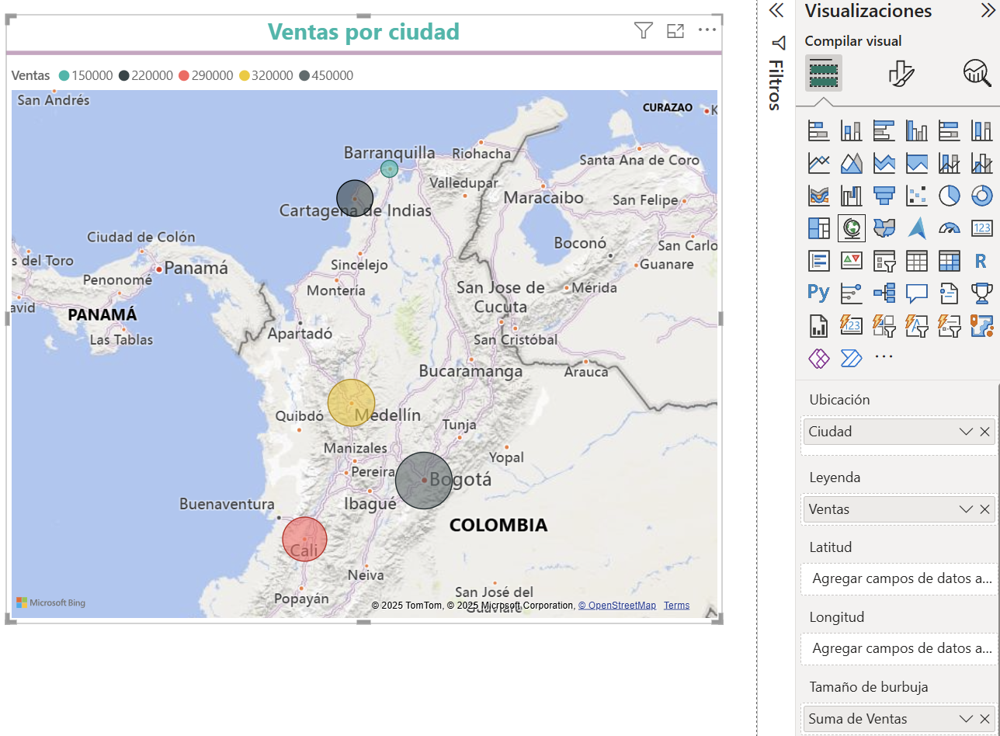 Ventas por ciudad
Ventas 150000 220000 290000 320000 450000
San Andrés
CURAZAO
K
Barranquilla
Riohacha
Santa Ana de Coro
Valledupar
Maracaibo
San Felipe
Cartagena de Indias
Ciudad de Colón
Boconó
San Carlo
s del Toro
Panamá
Sincelejo
Guanare
Penonomé
Montería
San Jose de
Cucuta
Mérida
avid
PANAMÁ
Las Tablas
Apartadó
San Cristóbal
Bucaramanga
Arauca
Quibdó
Medellín
Tunja
Manizales
Yopal
Pereira
Bogotá
Buenaventura
Ibagué
COLOMBIA
Cali
Neiva
Popayán
San José del
Guaviare
Microsoft Bing
© 2025 TomTom, © 2025 Microsoft Corporation, © OpenStreetMap Terms
Filtros
Visualizaciones
Compilar visual
123
R
Py
123
Ubicación
Ciudad
Leyenda
Ventas
Latitud
Agregar campos de datos a...
Longitud
Agregar campos de datos a...
Tamaño de burbuja
Suma de Ventas